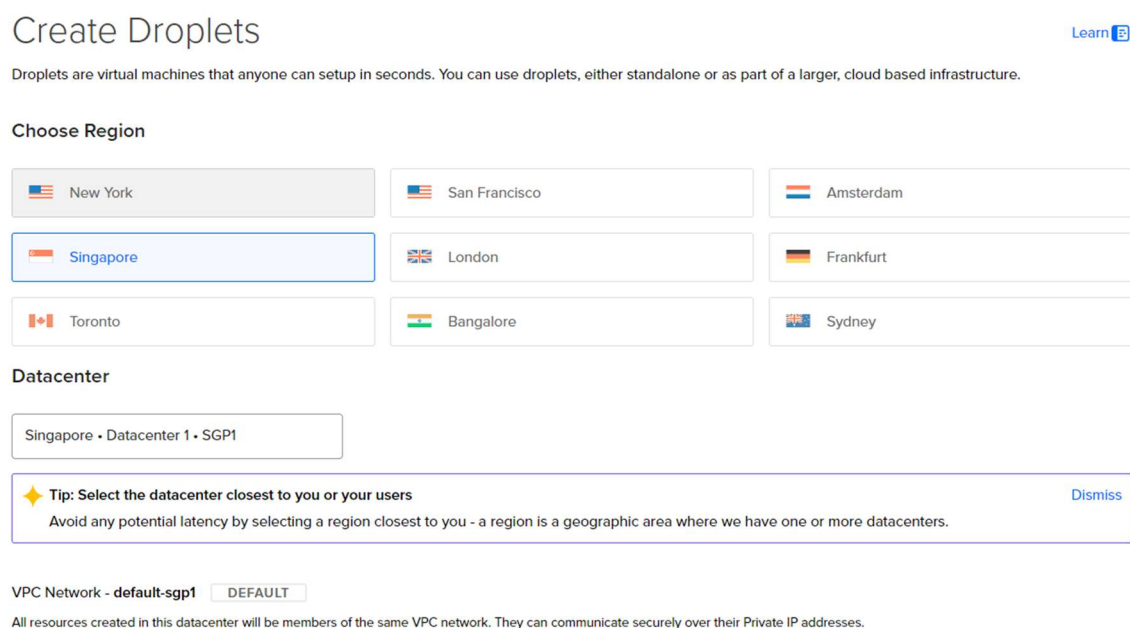 Create Droplets
Learn
Droplets are virtual machines that anyone can setup in seconds. You can use droplets, either standalone or as part of a larger, cloud based infrastructure.
Choose Region
New York
San Francisco
Amsterdam
Singapore
London
Frankfurt
Toronto
Bangalore
Sydney
Datacenter
Singapore • Datacenter 1 • SGP1
Tip: Select the datacenter closest to you or your users
Dismiss
Avoid any potential latency by selecting a region closest to you - a region is a geographic area where we have one or more datacenters.
VPC Network - default-sgp1 DEFAULT
All resources created in this datacenter will be members of the same VPC network. They can communicate securely over their Private IP addresses.